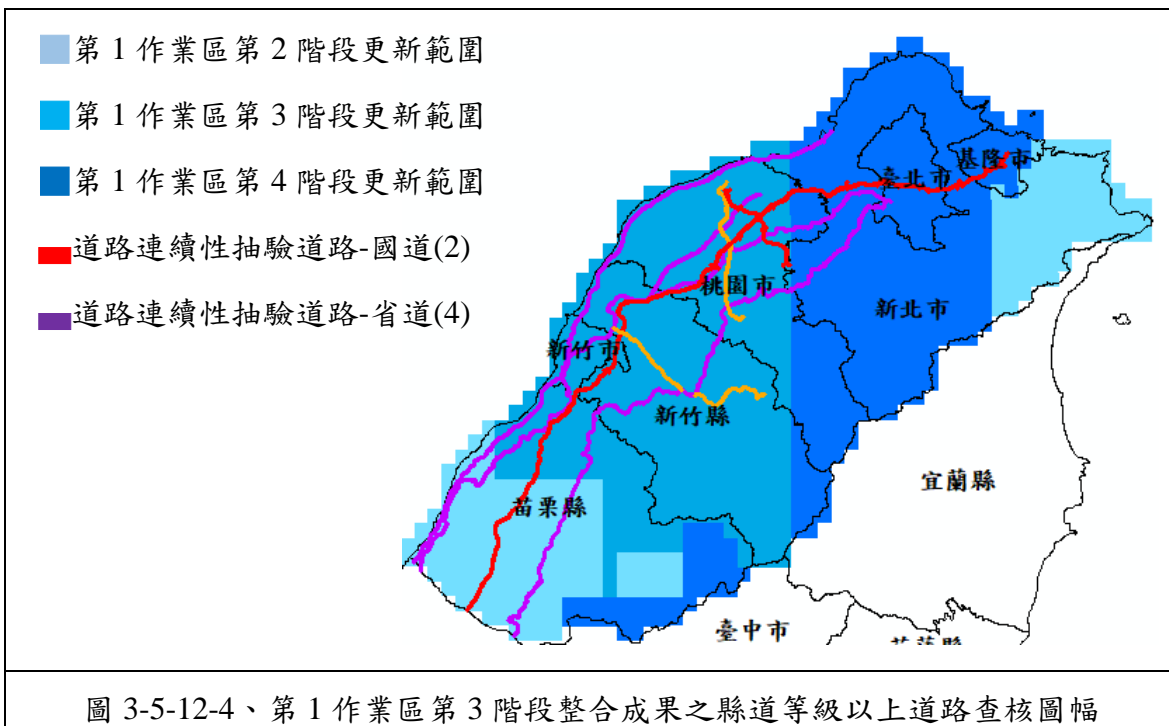 第 1 作業區第 2 階段更新範圍
第 1 作業區第 3 階段更新範圍
第 1 作業區第 4 階段更新範圍
道路連續性抽驗道路-國道(2)
道路連續性抽驗道路-省道(4)
基隆市
臺北市
桃園市
新北市
新竹市
新竹縣
宜蘭縣
苗栗縣
臺中市
花蓮縣
圖 3-5-12-4、第 1 作業區第 3 階段整合成果之縣道等級以上道路查核圖幅